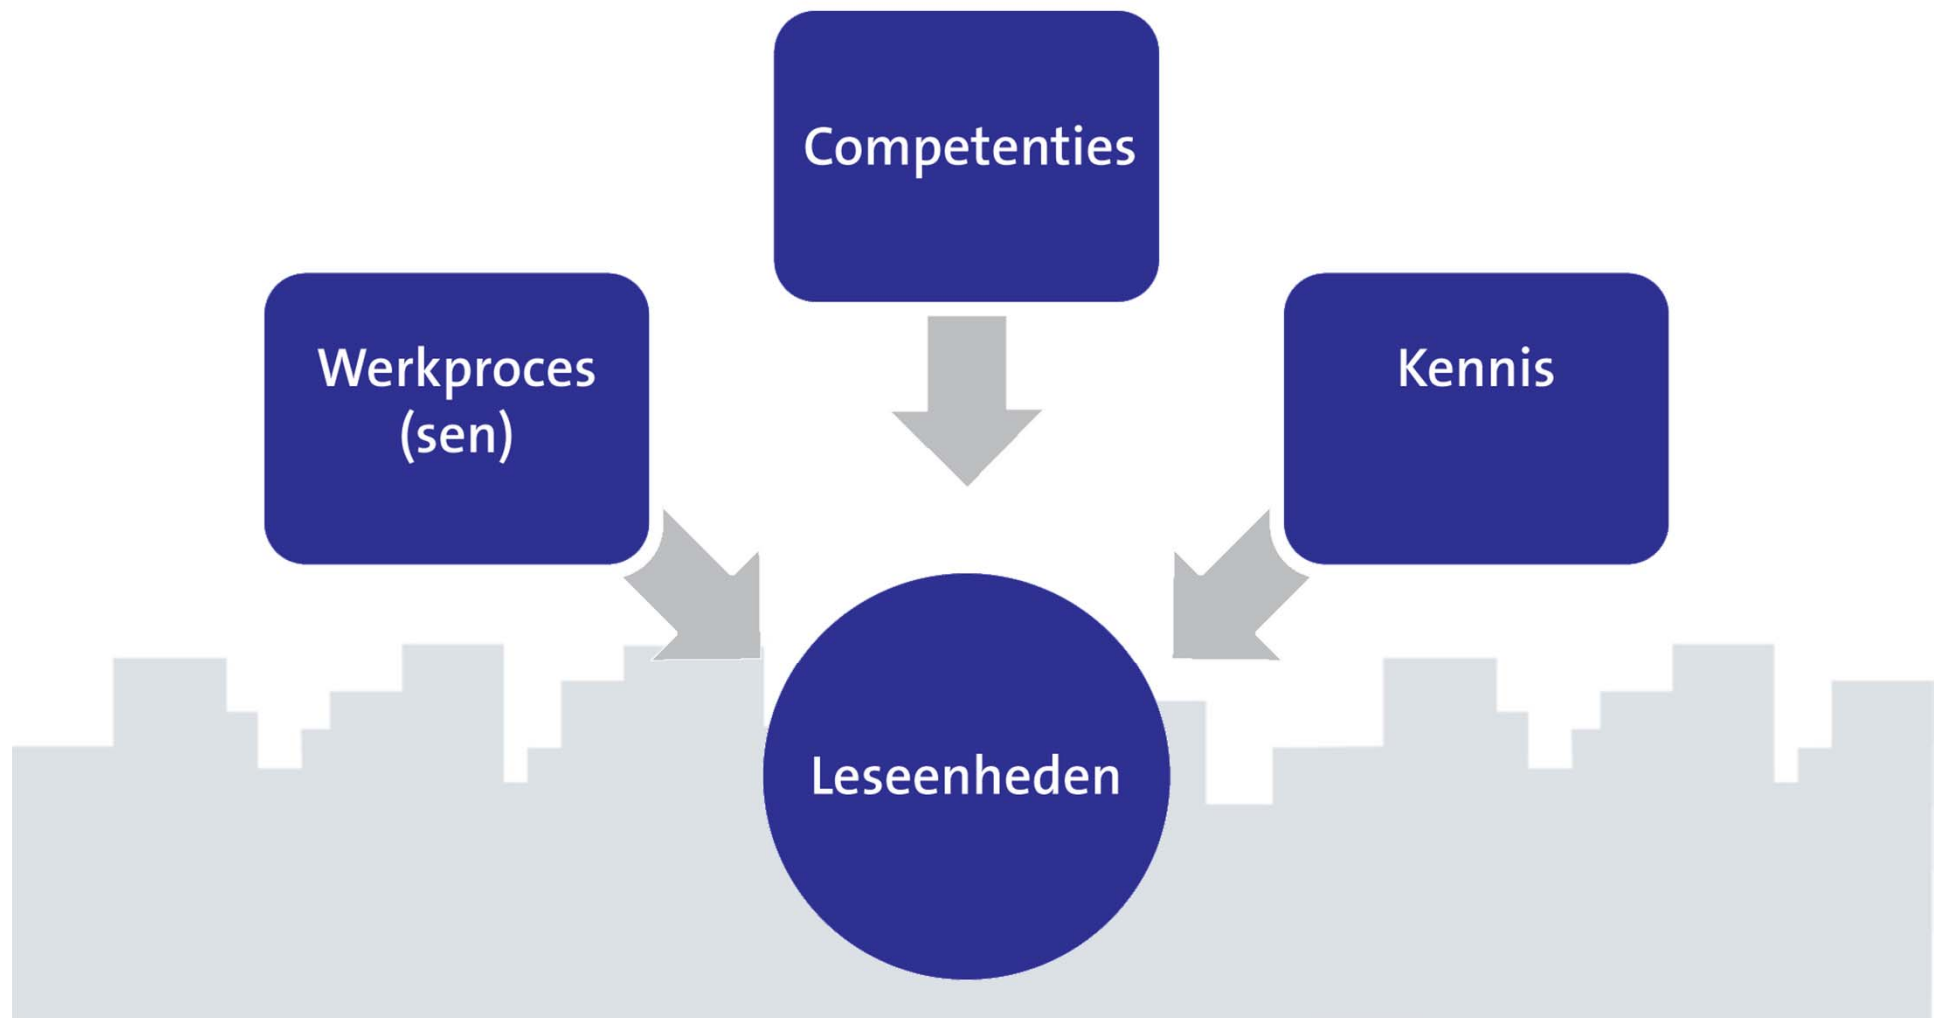 Competenties
Werkproces
(sen)
Kennis
Leseenheden